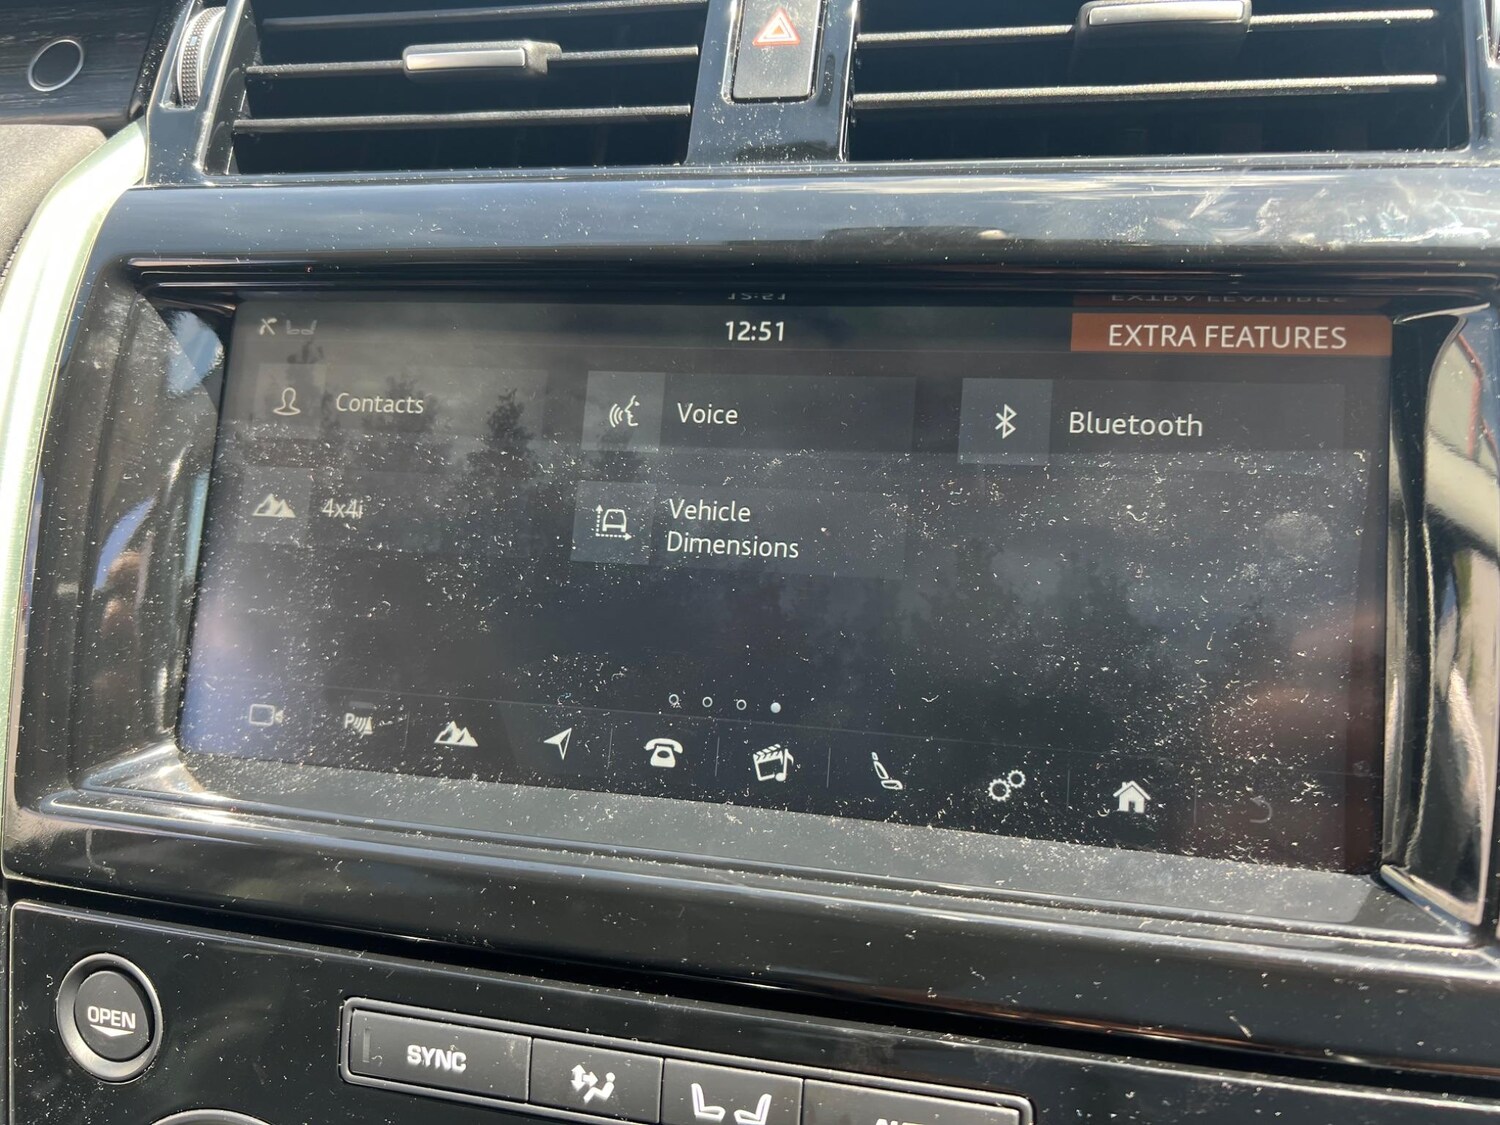 12:51
EXTRA FEATURES
Contacts
Voice
Bluetooth
4x4i
Vehicle
Dimensions
OPEN
SYNC